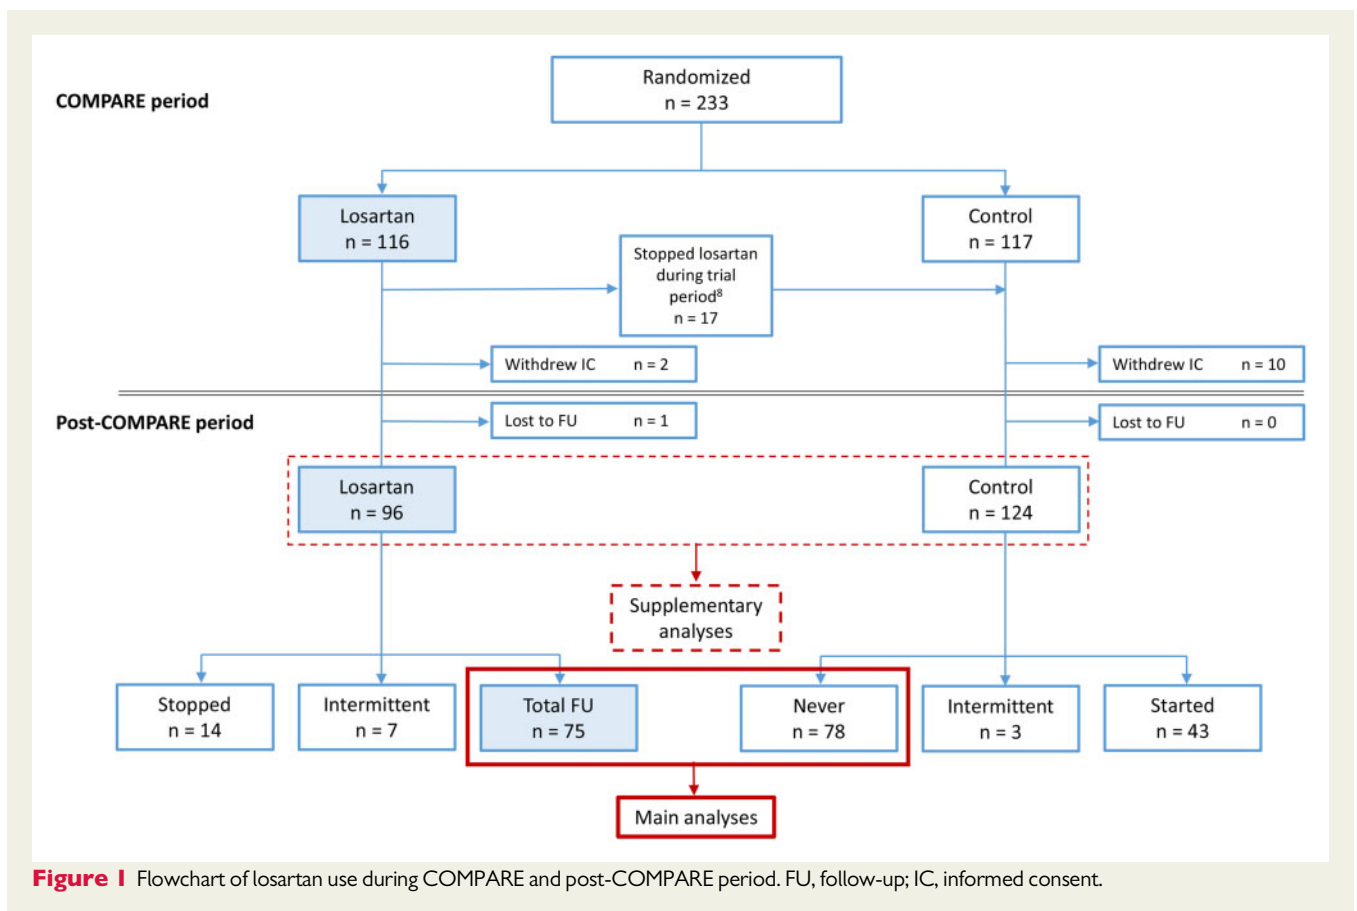 COMPARE period
Randomized
n = 233
Losartan
n = 116
Control
n = 117
Stopped losartan
during trial
period8
n = 17
Withdrew IC n = 2
Withdrew IC n = 10
Post-COMPARE period
Lost to FU n = 1
Lost to FU n = 0
Losartan
n = 96
Control
n = 124
Supplementary
analyses
Stopped
n = 14
Intermittent
n = 7
Total FU
n = 75
Never
n = 78
Intermittent
n = 3
Started
n = 43
Main analyses
Figure 1 Flowchart of losartan use during COMPARE and post-COMPARE period. FU, follow-up; IC, informed consent.